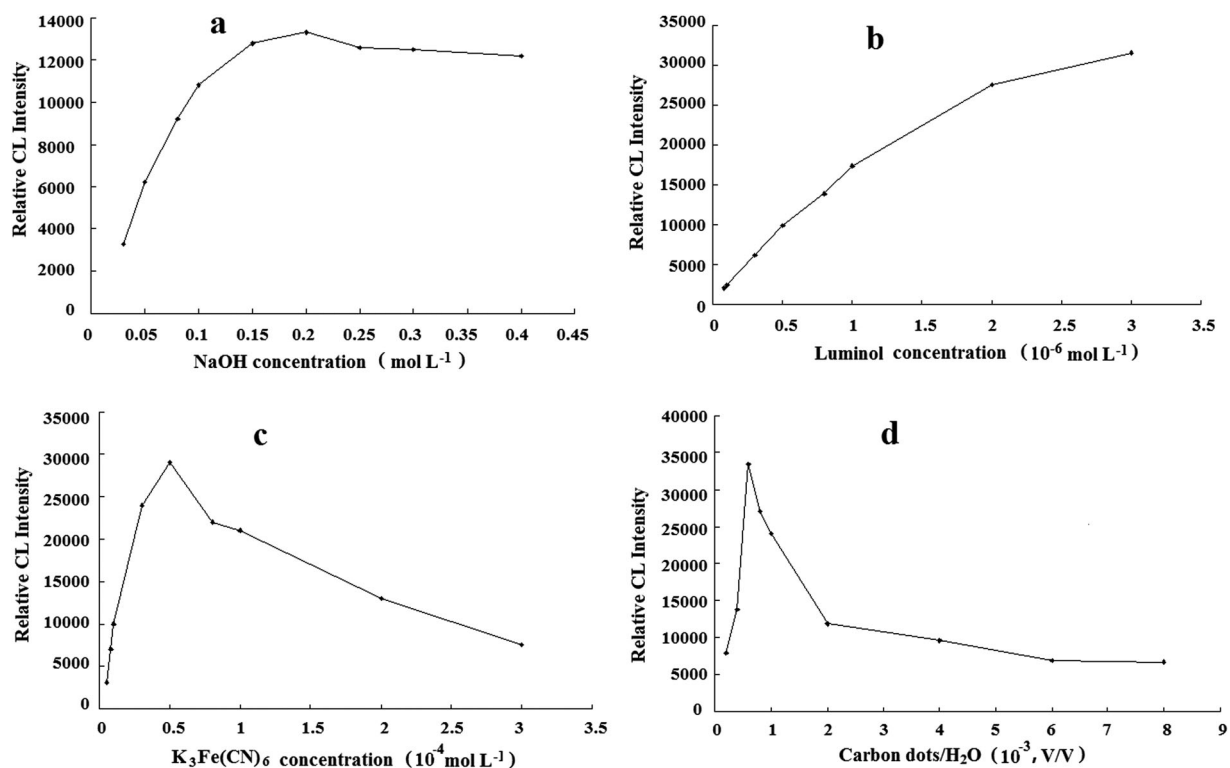 a
14000
12000
10000
8000
6000
4000
2000
0
Relative CL Intensity
0 0.05 0.1 0.15 0.2 0.25 0.3 0.35 0.4 0.45
NaOH concentration ( mol L-1)
b
35000
30000
25000
20000
15000
10000
5000
0
Relative CL Intensity
0 0.5 1 1.5 2 2.5 3 3.5
Luminol concentration (10-6 mol L-1)
c
35000
30000
25000
20000
15000
10000
5000
0
Relative CL Intensity
0 0.5 1 1.5 2 2.5 3 3.5
K3Fe(CN)6 concentration (10-4 mol L-1)
d
40000
35000
30000
25000
20000
15000
10000
5000
0
Relative CL Intensity
0 1 2 3 4 5 6 7 8 9
Carbon dots/H2O (10-3, V/V)